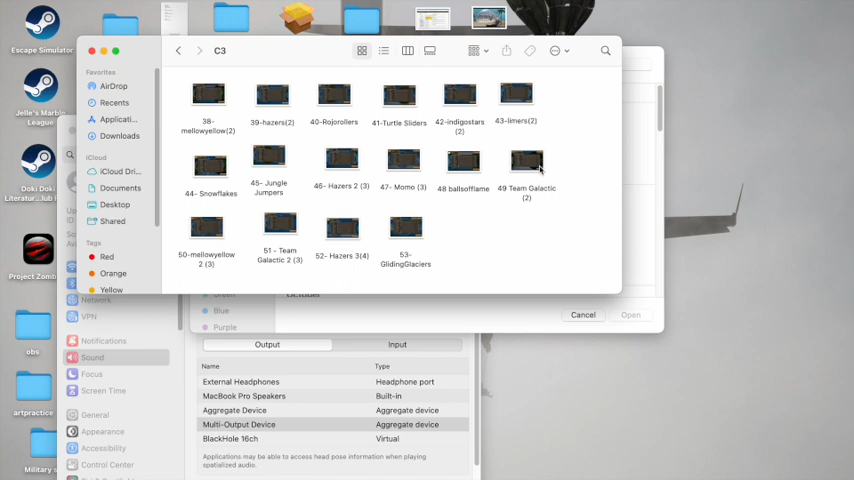 Escape Simulator
Jelle's Marble
League
Doki Doki
Literatur...lub F
Project Zomb
obs
artpractice
Military s
C3
Favorites
AirDrop
Recents
Applicati...
Downloads
iCloud
iCloud Dri...
Documents
Desktop
Shared
Tags
Red
Orange
Yellow
38-
mellowyellow(2)
39-hazers(2)
40-Rojorollers
41-Turtle Sliders
42-indigostars
(2)
43-limers(2)
44- Snowflakes
45- Jungle
Jumpers
46- Hazers 2 (3)
47- Momo (3)
48 ballsofflame
49 Team Galactic
(2)
50-mellowyellow
2 (3)
51 - Team
Galactic 2 (3)
52- Hazers 3(4)
53-
GlidingGlaciers
Network
VPN
Notifications
Sound
Focus
Screen Time
General
Appearance
Accessibility
Control Center
Green
Blue
Purple
October
Cancel
Open
Output
Input
Name
Type
External Headphones
Headphone port
MacBook Pro Speakers
Built-in
Aggregate Device
Aggregate device
Multi-Output Device
Aggregate device
BlackHole 16ch
Virtual
Applications may be able to access head pose information when playing
spatialized audio.